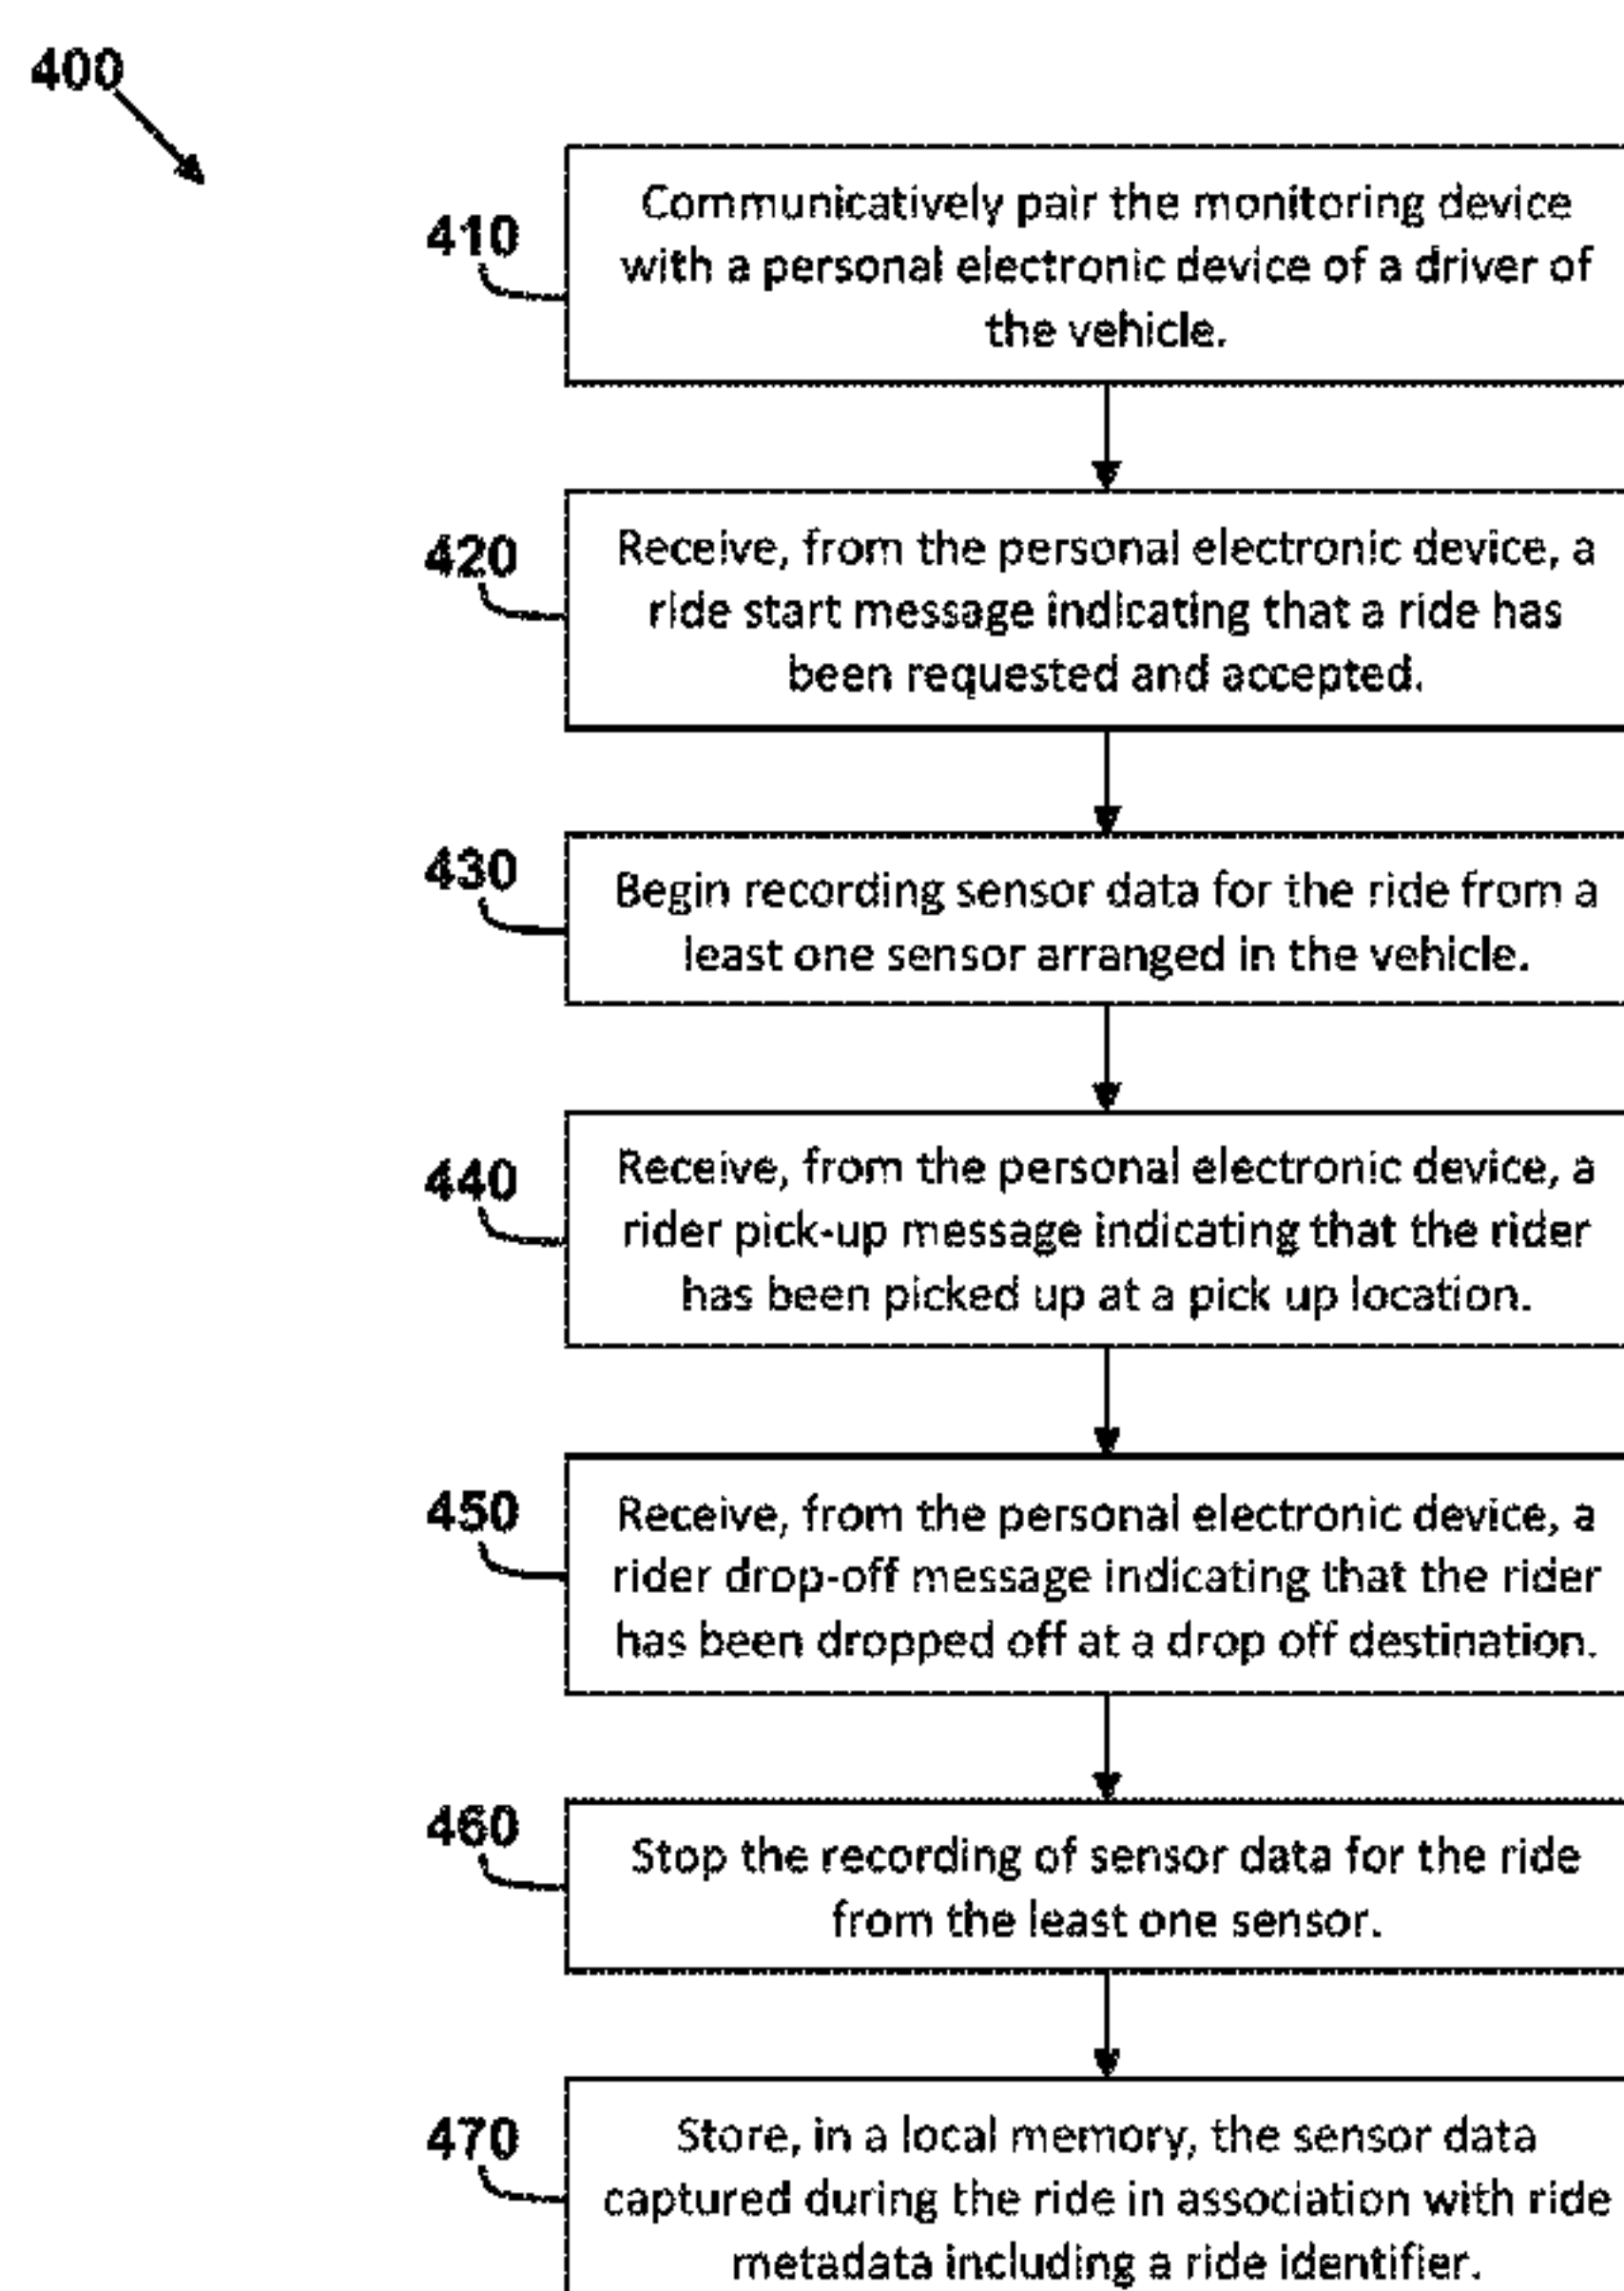 400
410
Communicatively pair the monitoring device
with a personal electronic device of a driver of
the vehicle.
420
Receive, from the personal electronic device, a
ride start message indicating that a ride has
been requested and accepted.
430
Begin recording sensor data for the ride from a
least one sensor arranged in the vehicle.
440
Receive, from the personal electronic device, a
rider pick-up message indicating that the rider
has been picked up at a pick up location.
450
Receive, from the personal electronic device, a
rider drop-off message indicating that the rider
has been dropped off at a drop off destination.
460
Stop the recording of sensor data for the ride
from the least one sensor.
470
Store, in a local memory, the sensor data
captured during the ride in association with ride
metadata including a ride identifier.